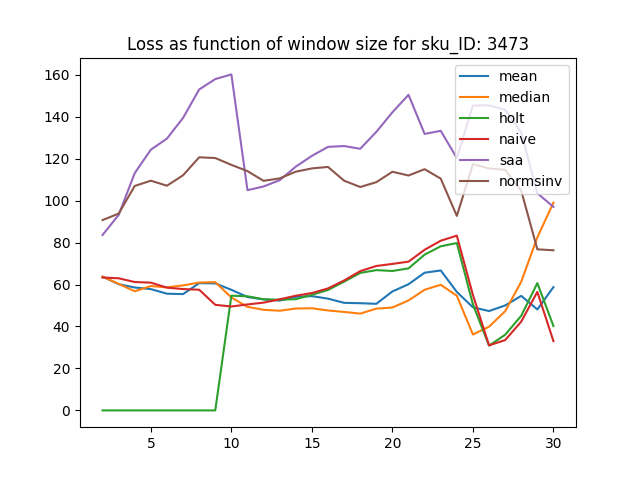 Loss as function of window size for sku_ID: 3473
160
140
120
100
80
60
40
20
0
mean
median
holt
naive
saa
normsinv
5 10 15 20 25 30